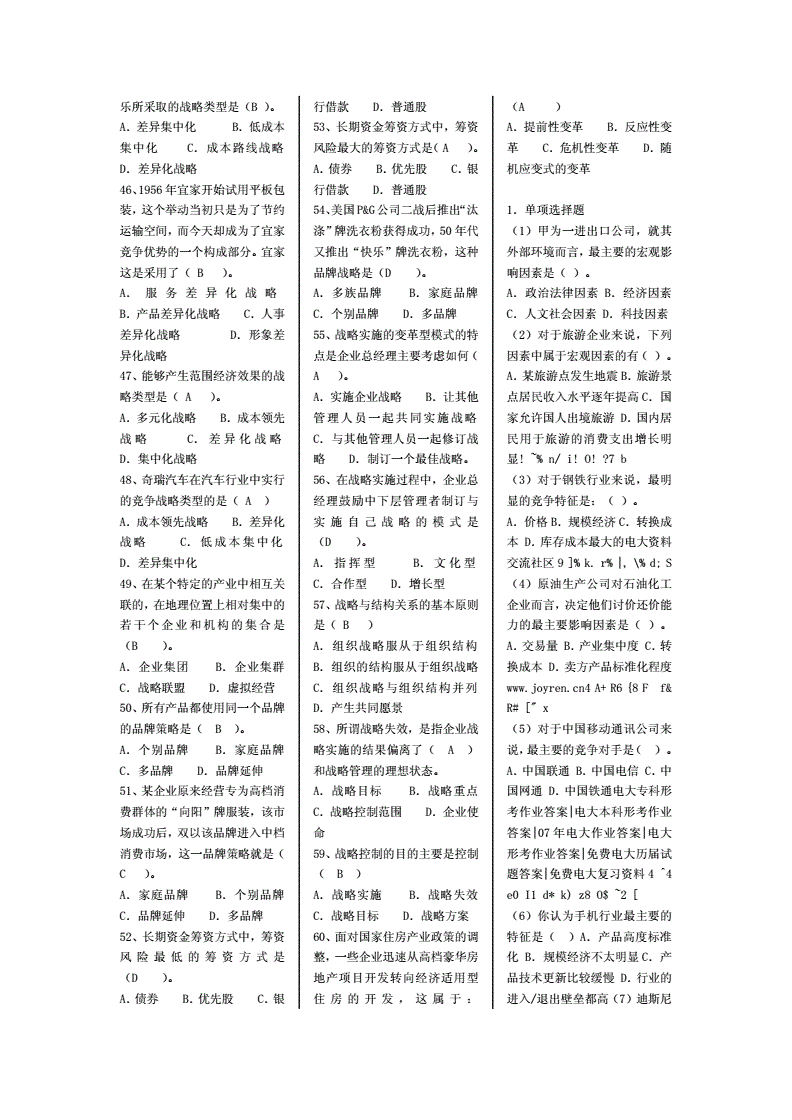 乐所采取的战略类型是（B ）。
A. 差异集中化 B. 低成本
集中化 C. 成本路线战略
D. 差异化战略
46、1956 年宜家开始试用平板包
装，这个举动当初只是为了节约
运输空间，而今天却成为了宜家
竞争优势的一个构成部分。宜家
这是采用了（ B ）。
A. 服务差异化战略
B. 产品差异化战略 C. 人事
差异化战略 D. 形象差
异化战略
47、能够产生范围经济效果的战
略类型是（ A ）。
A. 多元化战略 B. 成本领先
战略 C. 差异化战略
D. 集中化战略
48、奇瑞汽车在汽车行业中实行
的竞争战略类型的是（ A ）
A. 成本领先战略 B. 差异化
战略 C. 低成本集中化
D. 差异集中化
49、在某个特定的产业中相互关
联的，在地理位置上相对集中的
若干个企业和机构的集合是
（B ）。
A. 企业集团 B. 企业集群
C. 战略联盟 D. 虚拟经营
50、所有产品都使用同一个品牌
的品牌策略是（ B ）。
A. 个别品牌 B. 家庭品牌
C. 多品牌 D. 品牌延伸
51、某企业原来经营专为高档消
费群体的“向阳”牌服装，该市
场成功后，双以该品牌进入中档
消费市场，这一品牌策略就是（
C ）。
A. 家庭品牌 B. 个别品牌
C. 品牌延伸 D. 多品牌
52、长期资金筹资方式中，筹资
风险最低的筹资方式是
（D ）。
A. 债券 B. 优先股 C. 银
行借款 D. 普通股
53、长期资金筹资方式中，筹资
风险最大的筹资方式是（ A ）。
A. 债券 B. 优先股 C. 银
行借款 D. 普通股
54、美国 P&G 公司二战后推出“汰
涤”牌洗衣粉获得成功，50 年代
又推出“快乐”牌洗衣粉，这种
品牌战略是（D ）。
A. 多族品牌 B. 家庭品牌
C. 个别品牌 D. 多品牌
55、战略实施的变革型模式的特
点是企业总经理主要考虑如何（
A ）。
A. 实施企业战略 B. 让其他
管理人员一起共同实施战略
C. 与其他管理人员一起修订战
略 D. 制订一个最佳战略。
56、在战略实施过程中，企业总
经理鼓励中下层管理者制订与
实施自己战略的模式是
（D ）。
A. 指挥型 B. 文化型
C. 合作型 D. 增长型
57、战略与结构关系的基本原则
是（ B ）
A. 组织战略服从于组织结构
B. 组织的结构服从于组织战略
C. 组织战略与组织结构并列
D. 产生共同愿景
58、所谓战略失效，是指企业战
略实施的结果偏离了（ A ）
和战略管理的理想状态。
A. 战略目标 B. 战略重点
C. 战略控制范围 D. 企业使
命
59、战略控制的目的主要是控制
（ B ）
A. 战略实施 B. 战略失效
C. 战略目标 D. 战略方案
60、面对国家住房产业政策的调
整，一些企业迅速从高档豪华房
地产项目开发转向经济适用型
住房的开发，这属于：
（A ）
A. 提前性变革 B. 反应性变
革 C. 危机性变革 D. 随
机应变式的变革
1. 单项选择题
（1）甲为一进出口公司，就其
外部环境而言，最主要的宏观影
响因素是（ ）。
A. 政治法律因素 B. 经济因素
C. 人文社会因素 D. 科技因素
（2）对于旅游企业来说，下列
因素中属于宏观因素的有（ ）。
A. 某旅游点发生地震 B. 旅游景
点居民收入水平逐年提高 C. 国
家允许国人出境旅游 D. 国内居
民用于旅游的消费支出增长明
显! ~% n/ i! O! ?7 b
（3）对于钢铁行业来说，最明
显的竞争特征是：（ ）。
A. 价格 B. 规模经济 C. 转换成
本 D. 库存成本最大的电大资料
交流社区 9 ]% k. r% |, \% d; S
（4）原油生产公司对石油化工
企业而言，决定他们讨价还价能
力的最主要影响因素是（ ）。
A. 交易量 B. 产业集中度 C. 转
换成本 D. 卖方产品标准化程度
www.joyren.cn4 A+ R6 {8 F f&
R# [" x
（5）对于中国移动通讯公司来
说，最主要的竞争对手是（ ）。
A. 中国联通 B. 中国电信 C. 中
国网通 D. 中国铁通电大专科形
考作业答案|电大本科形考作业
答案|07 年电大作业答案|电大
形考作业答案|免费电大历届试
题答案|免费电大复习资料 4 ^4
e0 I1 d* k) z8 O$ ~2 [
（6）你认为手机行业最主要的
特征是（ ）A. 产品高度标准
化 B. 规模经济不太明显 C. 产
品技术更新比较缓慢 D. 行业的
进入/退出壁垒都高（7）迪斯尼